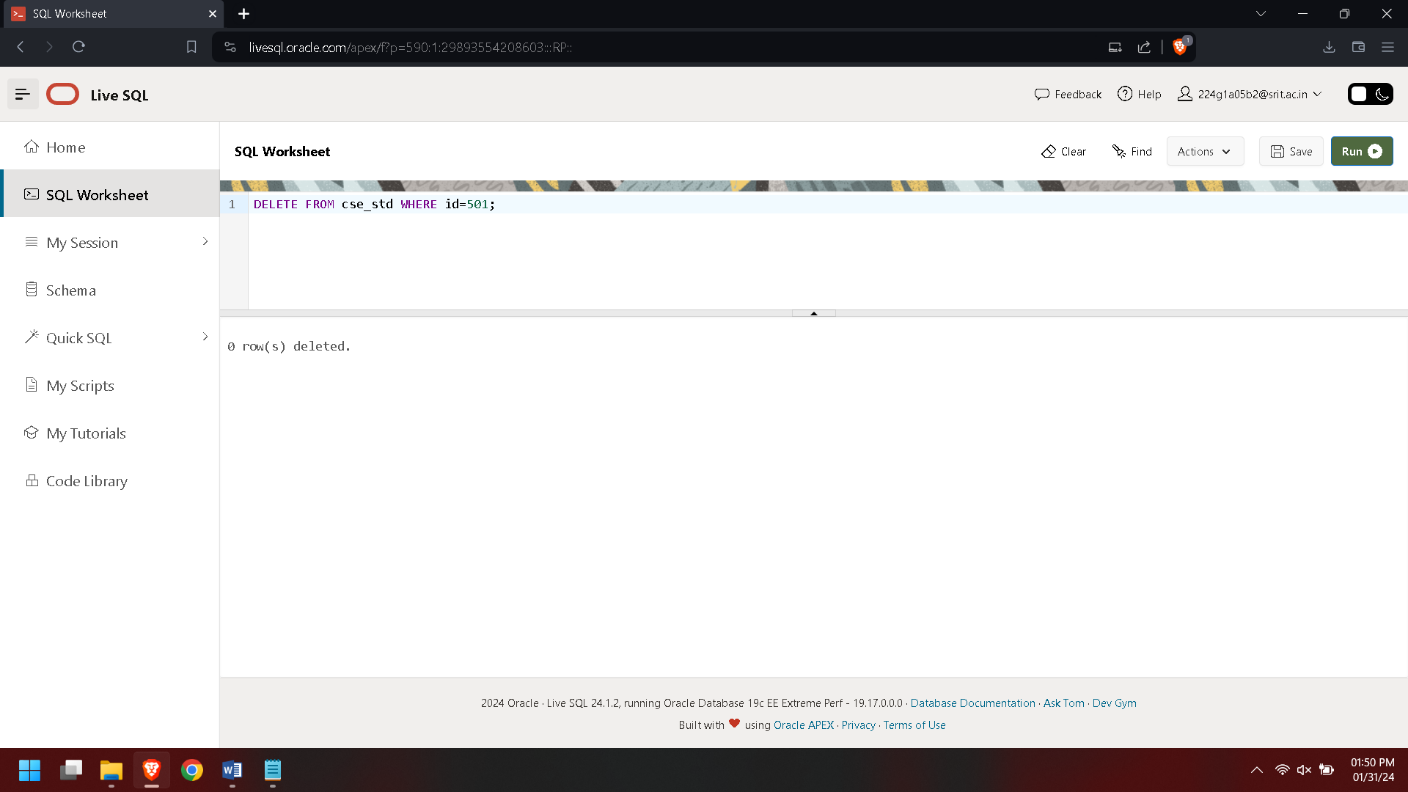 SQL Worksheet
livesql.oracle.com/apex/f?p=590:1:29893554208603:::RP::
1
Live SQL
Feedback
Help
224g1a05b2@srit.ac.in
Home
SQL Worksheet
My Session
Schema
Quick SQL
My Scripts
My Tutorials
Code Library
SQL Worksheet
Clear
Find
Actions
Save
Run
1 DELETE FROM cse_std WHERE id=501;
0 row(s) deleted.
2024 Oracle · Live SQL 24.1.2, running Oracle Database 19c EE Extreme Perf - 19.17.0.0.0 · Database Documentation · Ask Tom · Dev Gym
Built with ❤ using Oracle APEX · Privacy · Terms of Use
01:50 PM
01/31/24